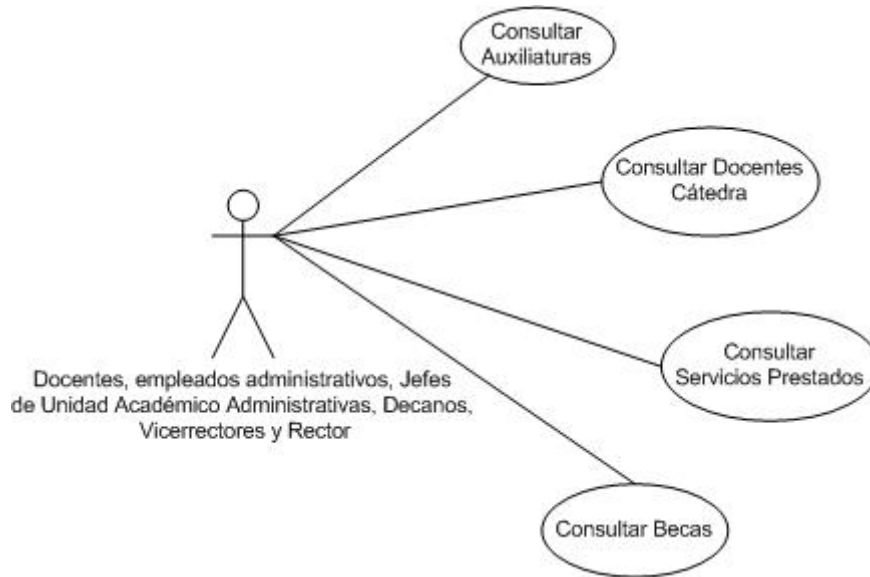 Consultar
Auxiliaturas
Consultar Docentes
Cátedra
Consultar
Servicios Prestados
Docentes, empleados administrativos, Jefes
de Unidad Académico Administrativas, Decanos,
Vicerrectores y Rector
Consultar Becas